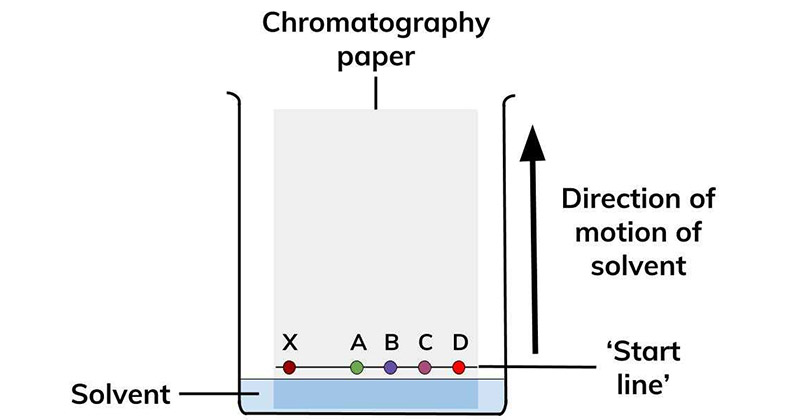 Chromatography
paper
Direction of
motion of
solvent
X A B C D
‘Start
line’
Solvent